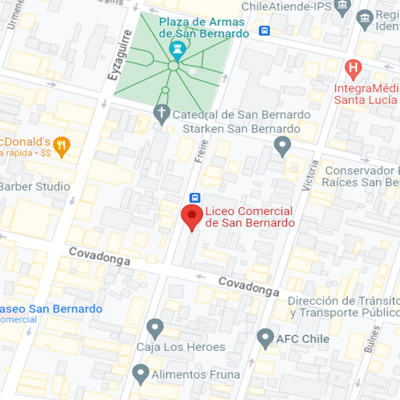 ChileAtiende-IPS
Plaza de Armas
de San Bernardo
Urmene
Eyzaguirre
Regi
Iden
IntegraMédi
Santa Lucía
Catedral de San Bernardo
Starken San Bernardo
cDonald's
a rápida • $$
Freire
Victoria
Conservador B
Raíces San Be
Barber Studio
Liceo Comercial
de San Bernardo
Covadonga
Covadonga
Dirección de Tránsito
y Transporte Público
aseo San Bernardo
omercial
AFC Chile
Caja Los Heroes
Bulnes
Alimentos Fruna